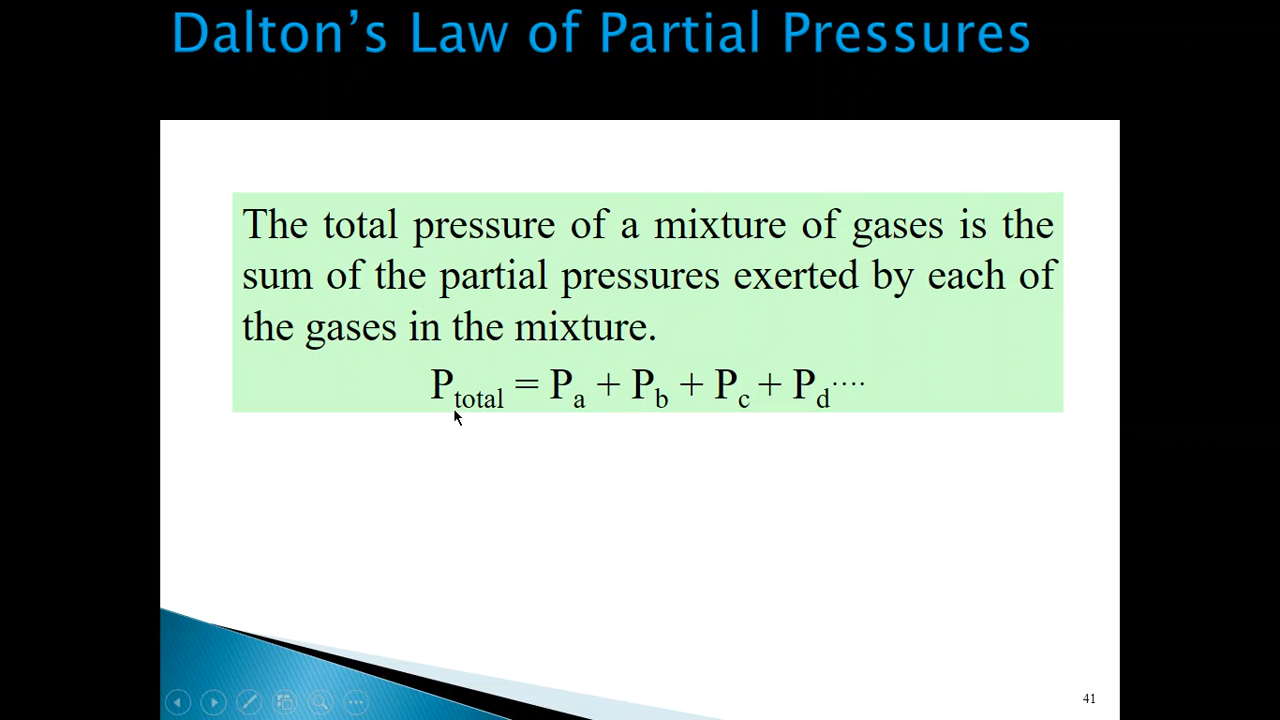 Dalton’s Law of Partial Pressures
The total pressure of a mixture of gases is the
sum of the partial pressures exerted by each of
the gases in the mixture.
P_total = P_a + P_b + P_c + P_d....
41